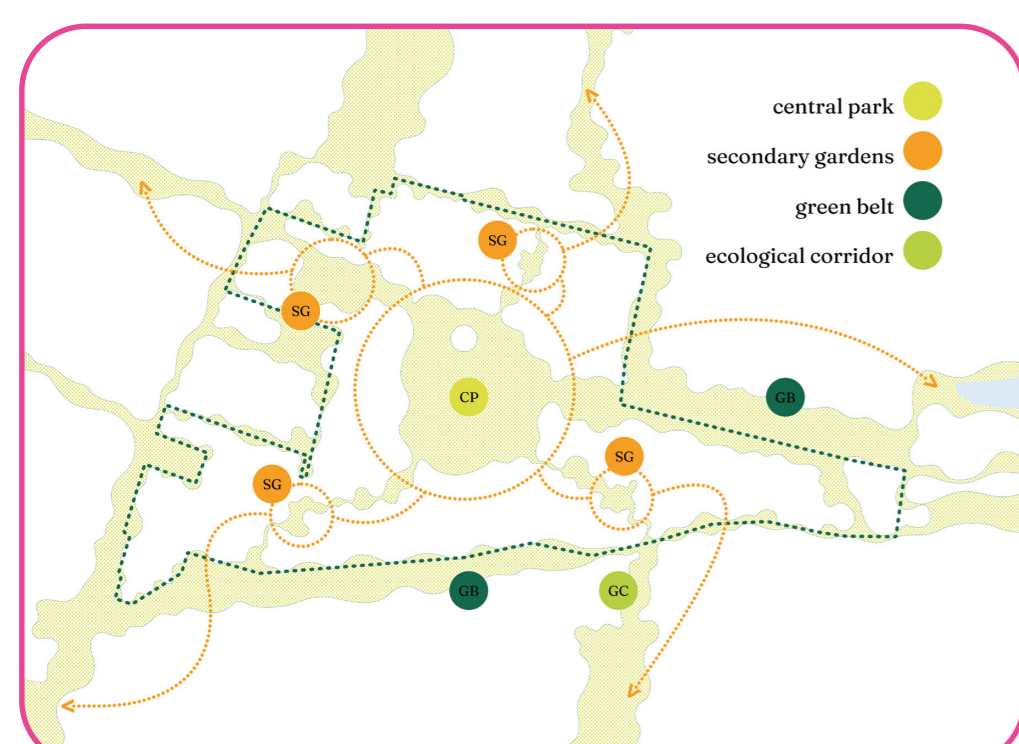 central park
secondary gardens
green belt
ecological corridor
SG
SG
CP
GB
SG
SG
GB
GC